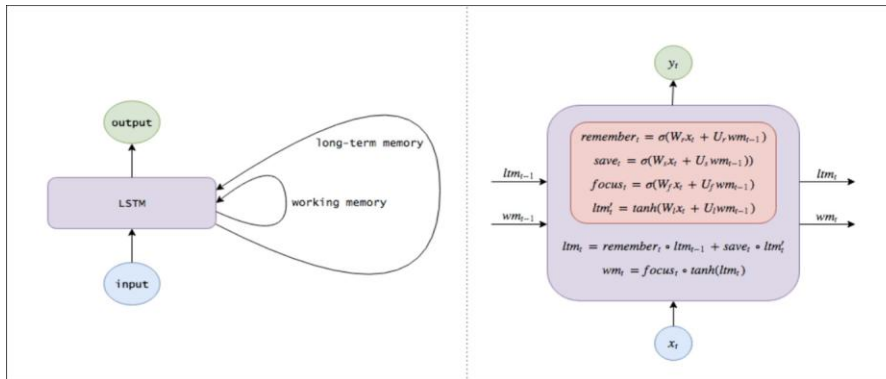 output
long-term memory
LSTM
working memory
input
y_t
remember_t = σ(W_r x_t + U_r wm_{t−1})
save_t = σ(W_s x_t + U_s wm_{t−1}))
focus_t = σ(W_f x_t + U_f wm_{t−1})
ltm′_t = tanh(W_l x_t + U_l wm_{t−1})
ltm_{t−1}
ltm_t
wm_{t−1}
wm_t
ltm_t = remember_t ∘ ltm_{t−1} + save_t ∘ ltm′_t
wm_t = focus_t ∘ tanh(ltm_t)
x_t